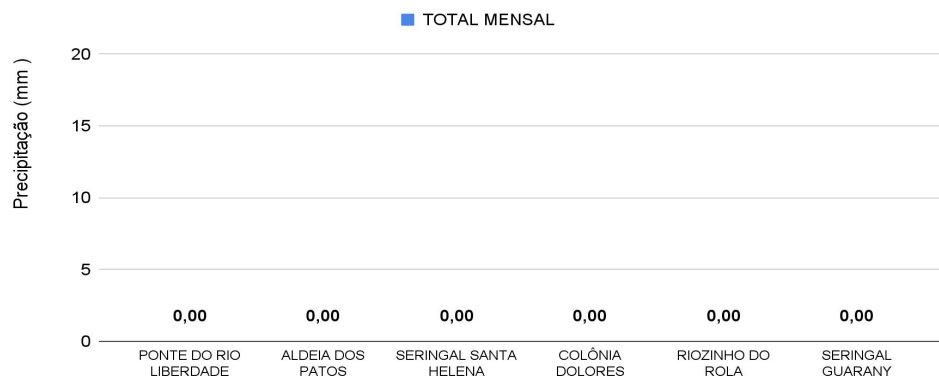 TOTAL MENSAL
Precipitação (mm )
20
15
10
5
0
0,00 0,00 0,00 0,00 0,00 0,00
PONTE DO RIO ALDEIA DOS SERINGAL SANTA COLÔNIA RIOZINHO DO SERINGAL
LIBERDADE PATOS HELENA DOLORES ROLA GUARANY